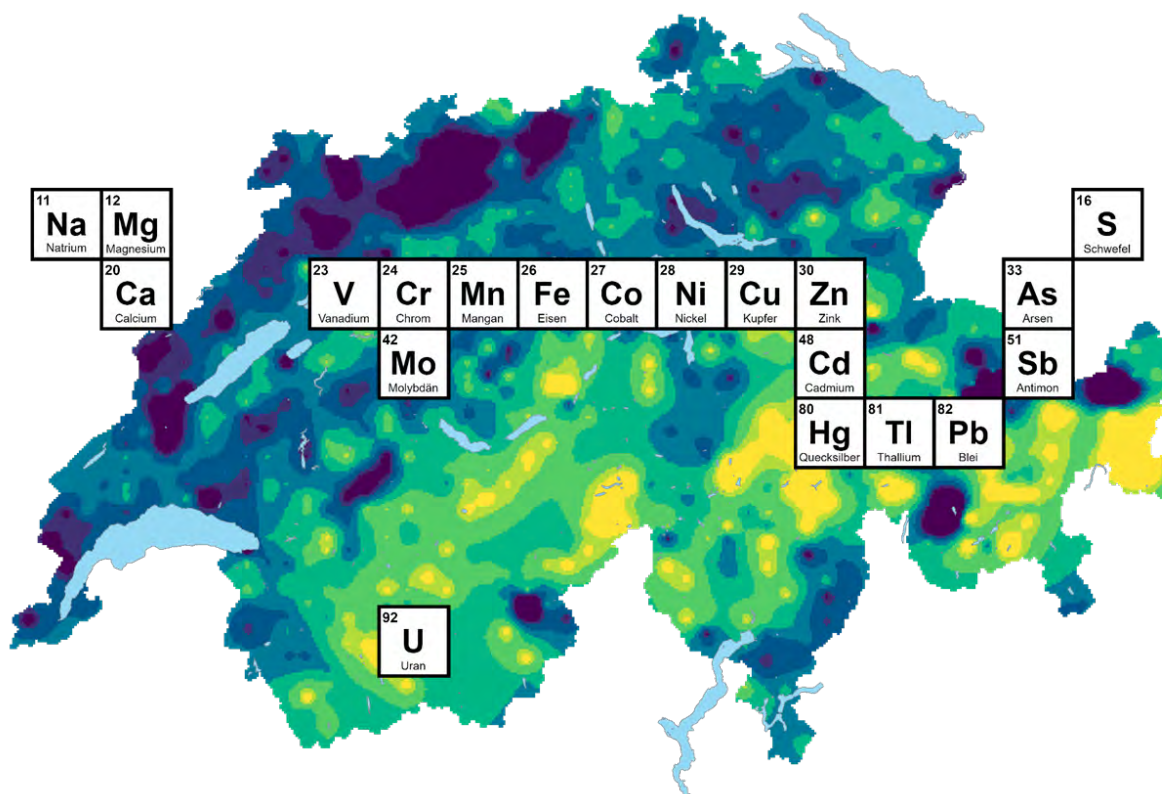 11
Na
Natrium
12
Mg
Magnesium
16
S
Schwefel
20
Ca
Calcium
23
V
Vanadium
24
Cr
Chrom
25
Mn
Mangan
26
Fe
Eisen
27
Co
Cobalt
28
Ni
Nickel
29
Cu
Kupfer
30
Zn
Zink
33
As
Arsen
42
Mo
Molybdän
48
Cd
Cadmium
51
Sb
Antimon
80
Hg
Quecksilber
81
Tl
Thallium
82
Pb
Blei
92
U
Uran